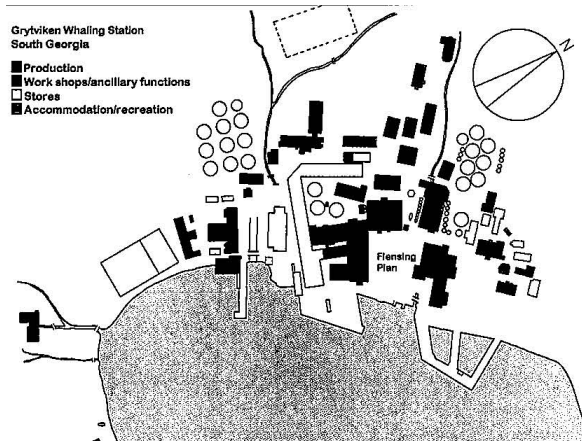 Grytviken Whaling Station
South Georgia
Production
Work shops/ancillary functions
Stores
Accommodation/recreation
N
Flensing
Plan